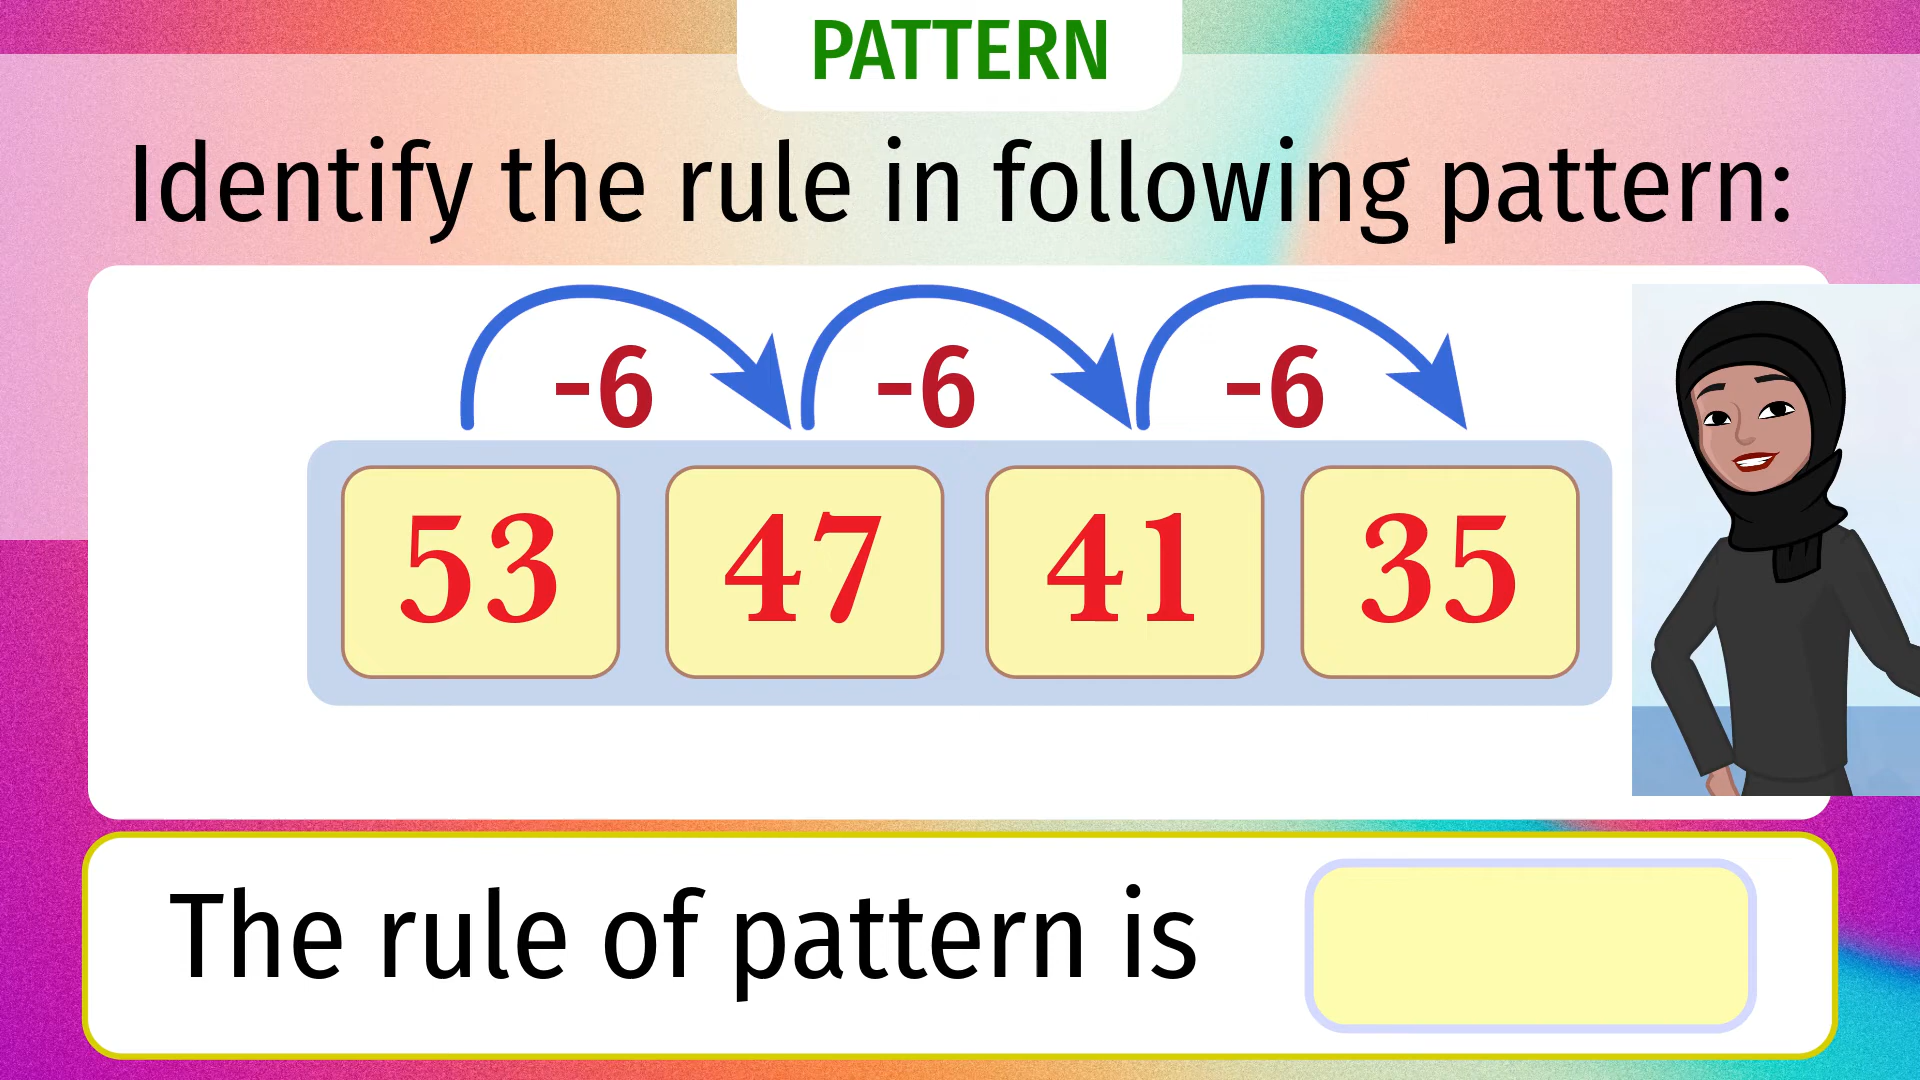 PATTERN
Identify the rule in following pattern:
-6 -6 -6
53 47 41 35
The rule of pattern is